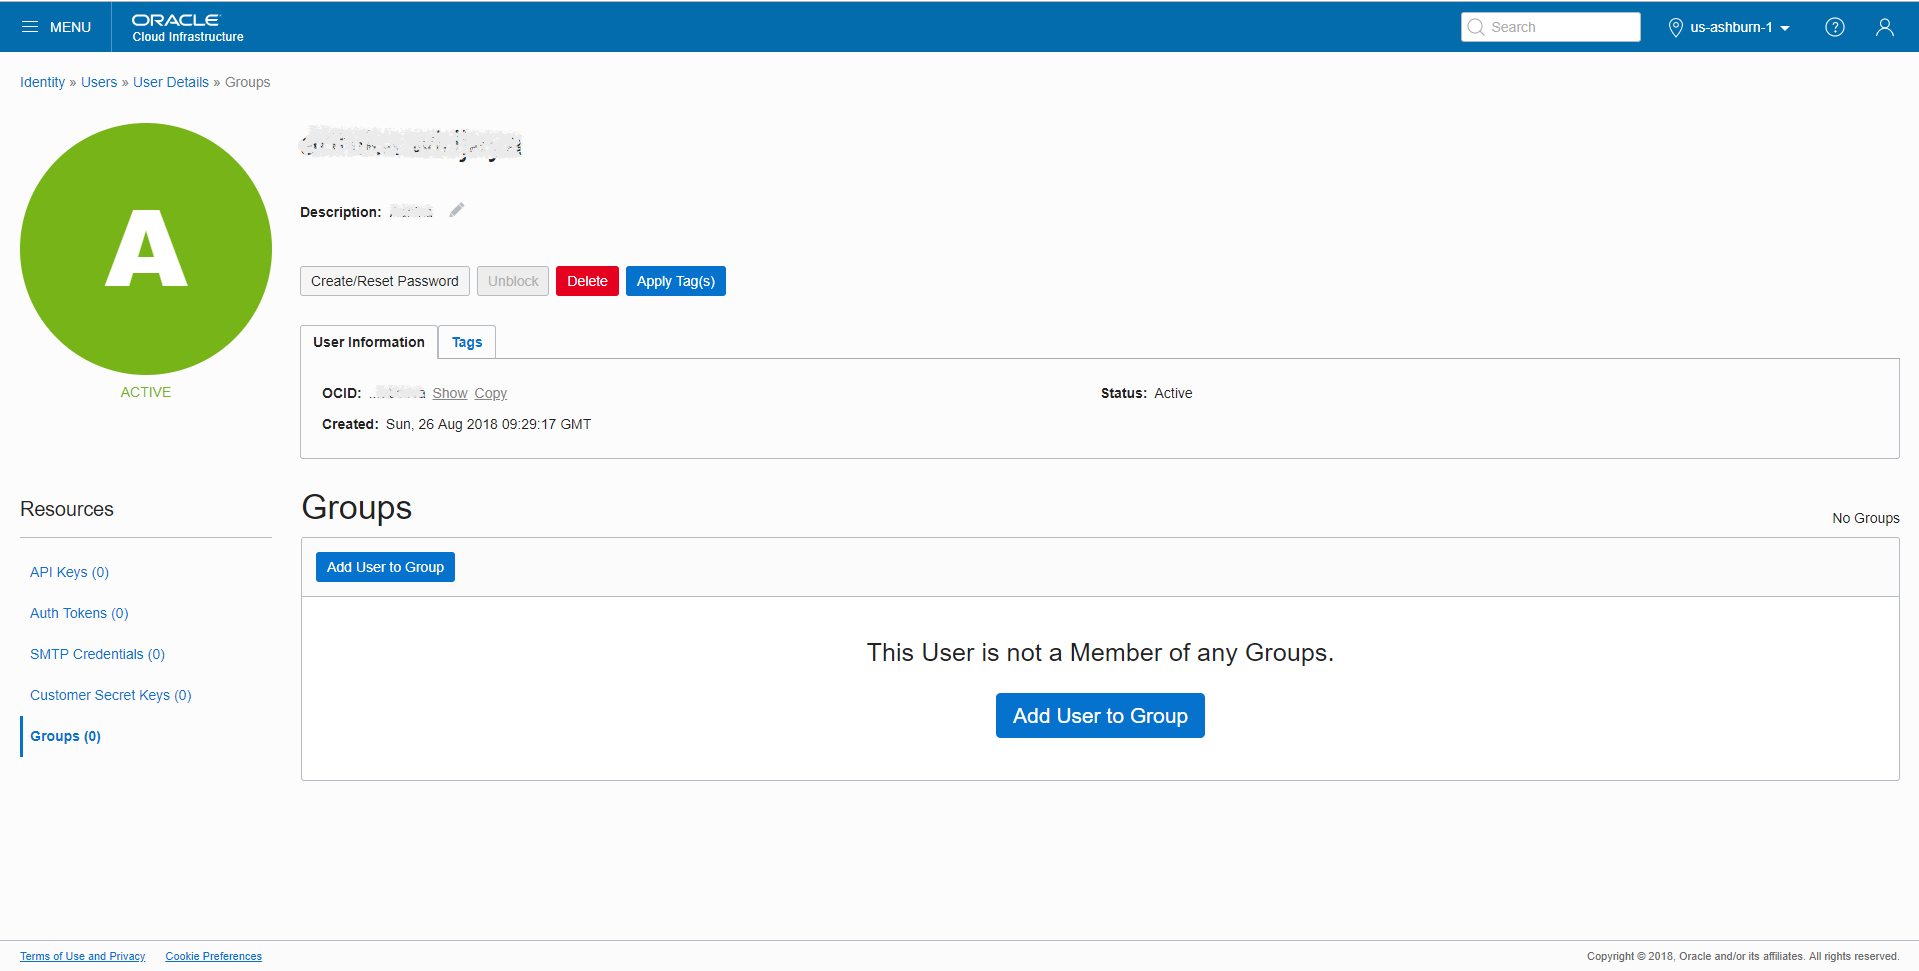 MENU
ORACLE
Cloud Infrastructure
Search
us-ashburn-1
?
Identity » Users » User Details » Groups
A
ACTIVE
Description:
Create/Reset Password
Unblock
Delete
Apply Tag(s)
User Information
Tags
OCID: Show Copy
Status: Active
Created: Sun, 26 Aug 2018 09:29:17 GMT
Resources
API Keys (0)
Auth Tokens (0)
SMTP Credentials (0)
Customer Secret Keys (0)
Groups (0)
Groups
No Groups
Add User to Group
This User is not a Member of any Groups.
Add User to Group
Terms of Use and Privacy
Cookie Preferences
Copyright © 2018, Oracle and/or its affiliates. All rights reserved.